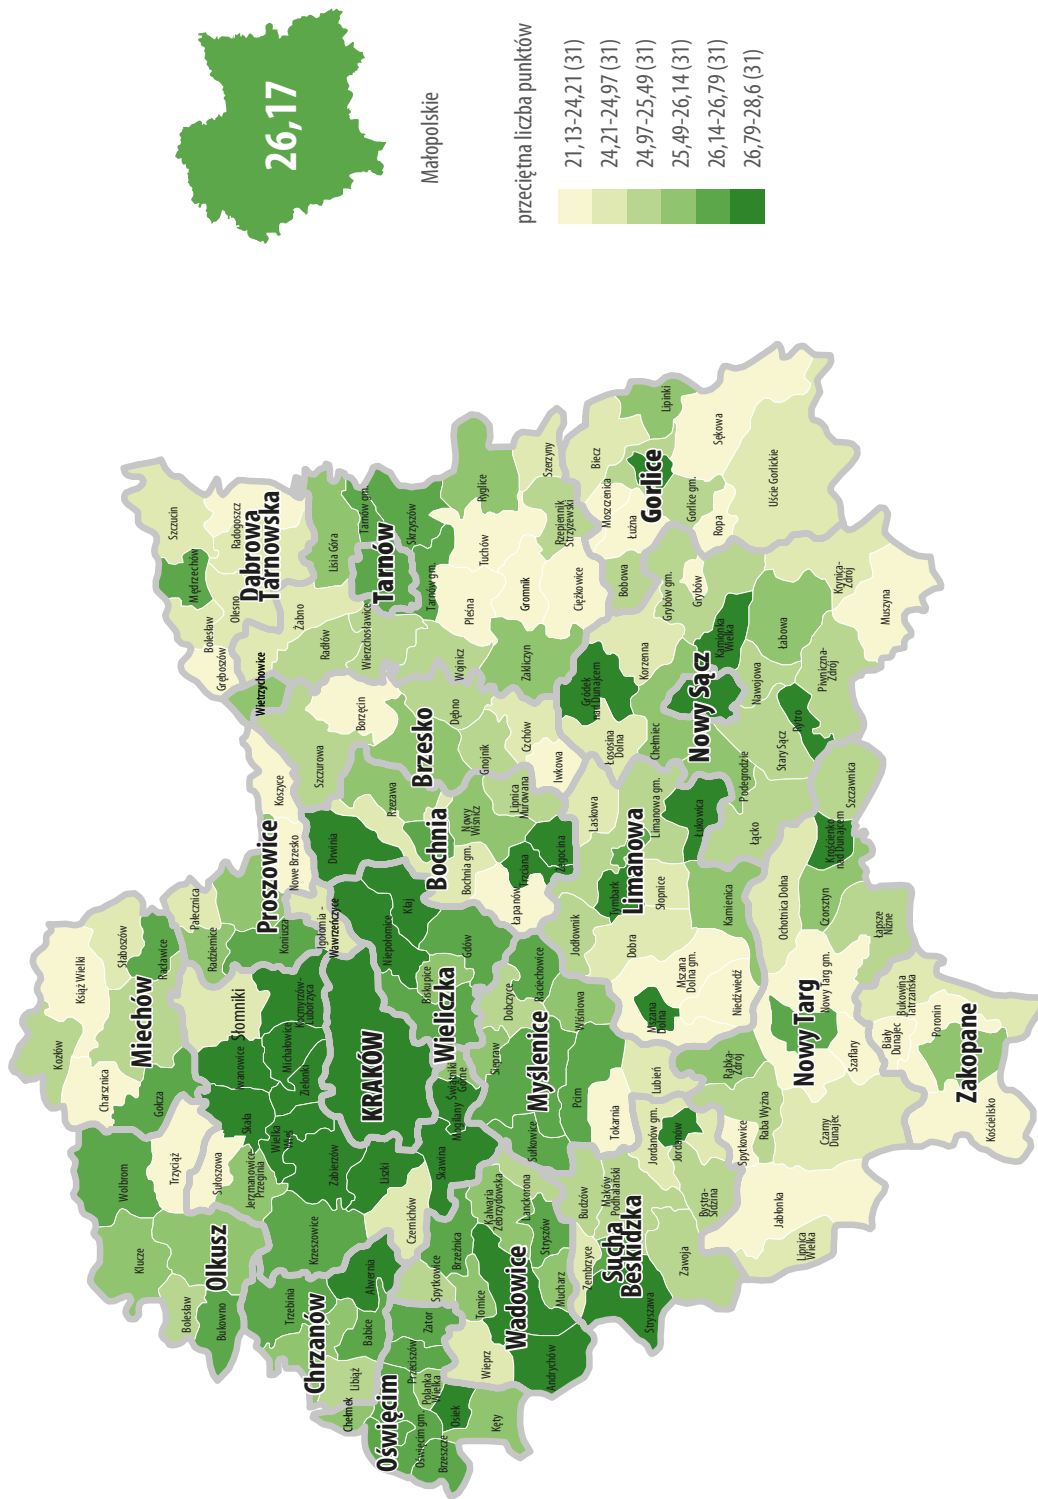 26,17
Małopolskie
przeciętna liczba punktów
21,13-24,21 (31)
24,21-24,97 (31)
24,97-25,49 (31)
25,49-26,14 (31)
26,14-26,79 (31)
26,79-28,6 (31)
Kozłów
Książ Wielki
Charsznica
Miechów
Słaboszów
Racławice
Gołcza
Pałecznica
Radziemice
Proszowice
Koniusza
Koszyce
Nowe Brzesko
Igołomia -
Wawrzeńczyce
Słomniki
Iwanowice
Kocmyrzów-
Luborzyca
Michałowice
Zielonki
Skała
Wielka
Wieś
Sułoszowa
Jerzmanowice-
Przeginia
Zabierzów
Liszki
Krzeszowice
Czernichów
Skawina
Mogilany
Świątniki
Górne
KRAKÓW
Wolbrom
Trzyciąż
Klucze
Olkusz
Bolesław
Bukowno
Trzebinia
Chrzanów
Alwernia
Babice
Libiąż
Chełmek
Oświęcim
Oświęcim gm.
Brzeszcze
Przeciszów
Polanka
Wielka
Osiek
Kęty
Zator
Spytkowice
Brzeźnica
Tomice
Wieprz
Wadowice
Andrychów
Mucharz
Stryszów
Lanckorona
Kalwaria
Zebrzydowska
Niepołomice
Kłaj
Biskupice
Wieliczka
Gdów
Dobczyce
Raciechowice
Siepraw
Myślenice
Wiśniowa
Sułkowice
Pcim
Tokarnia
Lubień
Budzów
Maków
Podhalański
Zembrzyce
Sucha
Beskidzka
Stryszawa
Zawoja
Bystra-
Sidzina
Jordanów gm.
Jordanów
Drwinia
Rzezawa
Bochnia
Bochnia gm.
Nowy
Wiśnicz
Lipnica
Murowana
Łapanów
Trzciana
Żegocina
Szczurowa
Borzęcin
Brzesko
Dębno
Gnojnik
Czchów
Iwkowa
Szczucin
Mędrzechów
Radogoszcz
Dąbrowa
Tarnowska
Olesno
Bolesław
Gręboszów
Wietrzychowice
Żabno
Radłów
Wierzchosławice
Lisia Góra
Tarnów gm.
Tarnów
Skrzyszów
Tarnów gm.
Wojnicz
Zakliczyn
Pleśna
Tuchów
Ryglice
Gromnik
Ciężkowice
Rzepiennik
Strzyżewski
Szerzyny
Biecz
Lipinki
Moszczenica
Łużna
Gorlice
Gorlice gm.
Sękowa
Ropa
Uście Gorlickie
Bobowa
Grybów gm.
Grybów
Korzenna
Gródek
nad Dunajcem
Łososina
Dolna
Chełmiec
Nowy Sącz
Kamionka
Wielka
Łabowa
Nawojowa
Krynica-
Zdrój
Muszyna
Piwniczna-
Zdrój
Rytro
Stary Sącz
Podegrodzie
Łącko
Laskowa
Limanowa gm.
Limanowa
Łukowica
Jodłownik
Tymbark
Słopnice
Dobra
Kamienica
Mszana
Dolna gm.
Mszana
Dolna
Niedźwiedź
Szczawnica
Krościenko
nad Dunajcem
Ochotnica Dolna
Czorsztyn
Łapsze
Niżne
Nowy Targ gm.
Nowy Targ
Rabka-
Zdrój
Raba Wyżna
Spytkowice
Szaflary
Czarny
Dunajec
Jabłonka
Lipnica
Wielka
Bukowina
Tatrzańska
Biały
Dunajec
Poronin
Zakopane
Kościelisko